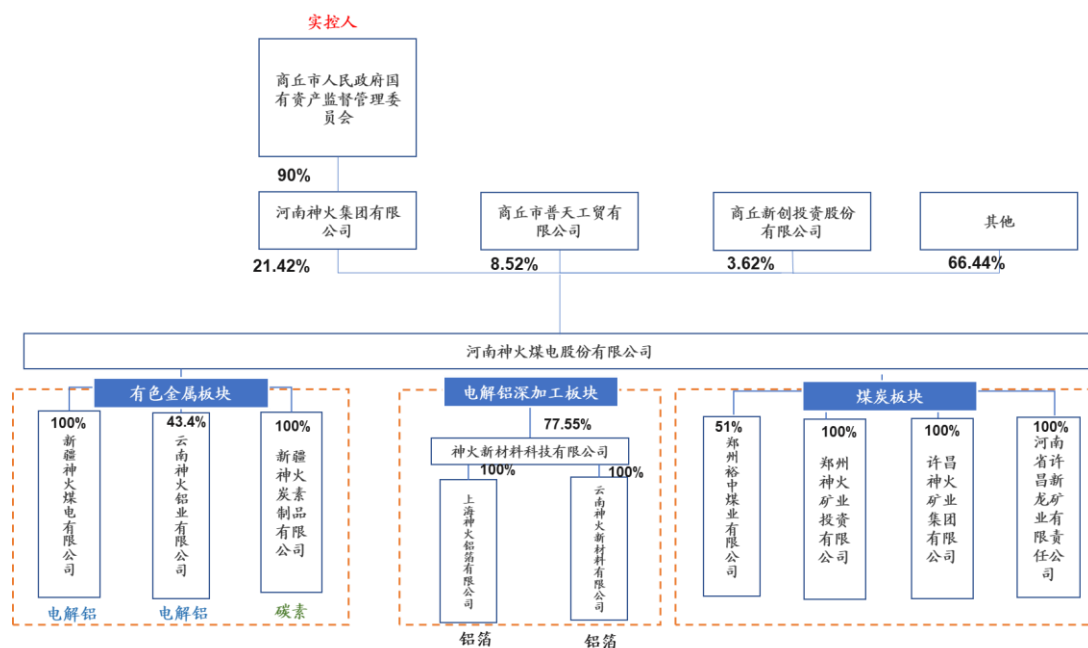 实控人
商丘市人民政府国
有资产监督管理委
员会
90%
河南神火集团有限
公司
商丘市普天工贸有
限公司
商丘新创投资股份
有限公司
其他
21.42%
8.52%
3.62%
66.44%
河南神火煤电股份有限公司
有色金属板块
100%
新疆神火煤电有限公司
电解铝
43.4%
云南神火铝业有限公司
电解铝
100%
新疆
神火
炭素
制品
有限
公司
碳素
电解铝深加工板块
77.55%
神火新材料科技有限公司
100%
上海神火铝箔有限公司
铝箔
100%
云南神火新材料有限公司
铝箔
煤炭板块
51%
郑州裕中煤业有限公司
100%
郑州
神火
矿业
投资
有限
公司
100%
许昌
神火
矿业
集团
有限
公司
100%
河南
省许
昌新
龙矿
业有
限责
任公
司